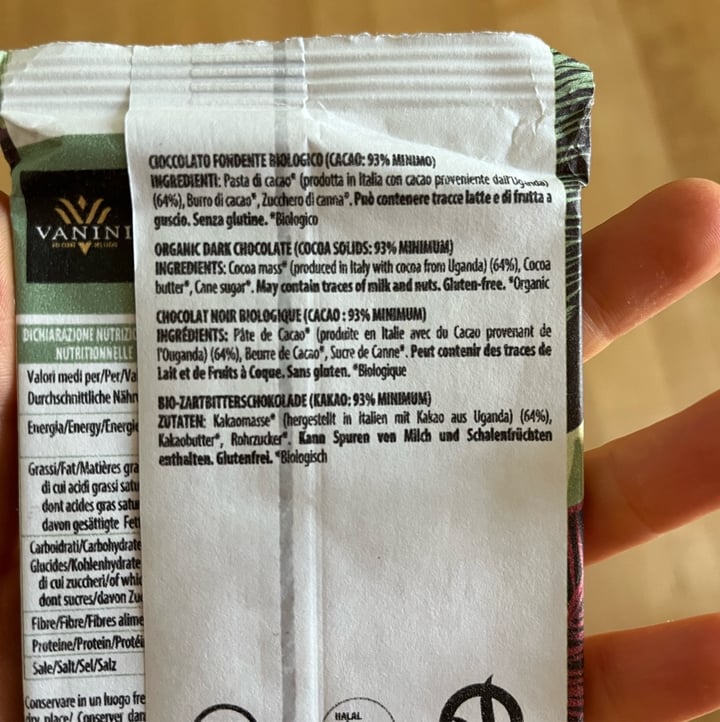 VANINI
DICHIARAZIONE NUTRIZIO
NUTRITIONNELLE
Valori medi per/Per/Va
Durchschnittliche Nähr
Energia/Energy/Energie
Grassi/Fat/Matières gra
di cui acidi grassi satu
dont acides gras satur
davon gesättigte Fet
Carboidrati/Carbohydrate
Glucides/Kohlenhydrate
di cui zuccheri/of whic
dont sucres/davon Zu
Fibre/Fibre/Fibres alime
Proteine/Protein/Protéi
Sale/Salt/Sel/Salz
Conservare in un luogo fre
dry place/ Conserver dan
CIOCCOLATO FONDENTE BIOLOGICO (CACAO: 93% MINIMO)
INGREDIENTI: Pasta di cacao* (prodotta in Italia con cacao proveniente dall'Uganda)
(64%), Burro di cacao*, Zucchero di canna*. Può contenere tracce latte e di frutta a
guscio. Senza glutine. *Biologico
ORGANIC DARK CHOCOLATE (COCOA SOLIDS: 93% MINIMUM)
INGREDIENTS: Cocoa mass* (produced in Italy with cocoa from Uganda) (64%), Cocoa
butter*, Cane sugar*. May contain traces of milk and nuts. Gluten-free. *Organic
CHOCOLAT NOIR BIOLOGIQUE (CACAO : 93% MINIMUM)
INGRÉDIENTS: Pâte de Cacao* (produite en Italie avec du Cacao provenant de
l'Ouganda) (64%), Beurre de Cacao*, Sucre de Canne*. Peut contenir des traces de
Lait et de Fruits à Coque. Sans gluten. *Biologique
BIO-ZARTBITTERSCHOKOLADE (KAKAO: 93% MINIMUM)
ZUTATEN: Kakaomasse* (hergestellt in italien mit Kakao aus Uganda) (64%),
Kakaobutter*, Rohrzucker*. Kann Spuren von Milch und Schalenfrüchten
enthalten. Glutenfrei. *Biologisch
HALAL